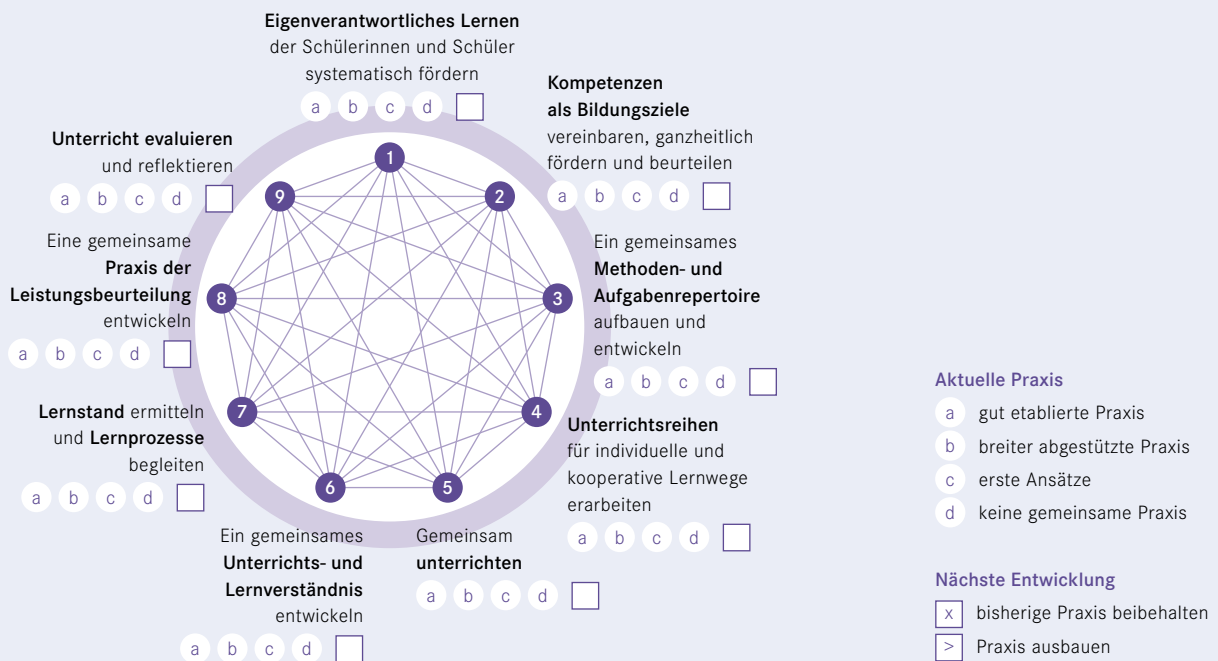 Eigenverantwortliches Lernen
der Schülerinnen und Schüler
systematisch fördern
a b c d
1
Kompetenzen
als Bildungsziele
vereinbaren, ganzheitlich
fördern und beurteilen
a b c d
2
Ein gemeinsames
Methoden- und
Aufgabenrepertoire
aufbauen und
entwickeln
a b c d
3
Unterrichtsreihen
für individuelle und
kooperative Lernwege
erarbeiten
a b c d
4
Gemeinsam
unterrichten
a b c d
5
Ein gemeinsames
Unterrichts- und
Lernverständnis
entwickeln
a b c d
6
Lernstand ermitteln
und Lernprozesse
begleiten
a b c d
7
Eine gemeinsame
Praxis der
Leistungsbeurteilung
entwickeln
a b c d
8
Unterricht evaluieren
und reflektieren
a b c d
9
Aktuelle Praxis
a gut etablierte Praxis
b breiter abgestützte Praxis
c erste Ansätze
d keine gemeinsame Praxis
Nächste Entwicklung
x bisherige Praxis beibehalten
> Praxis ausbauen